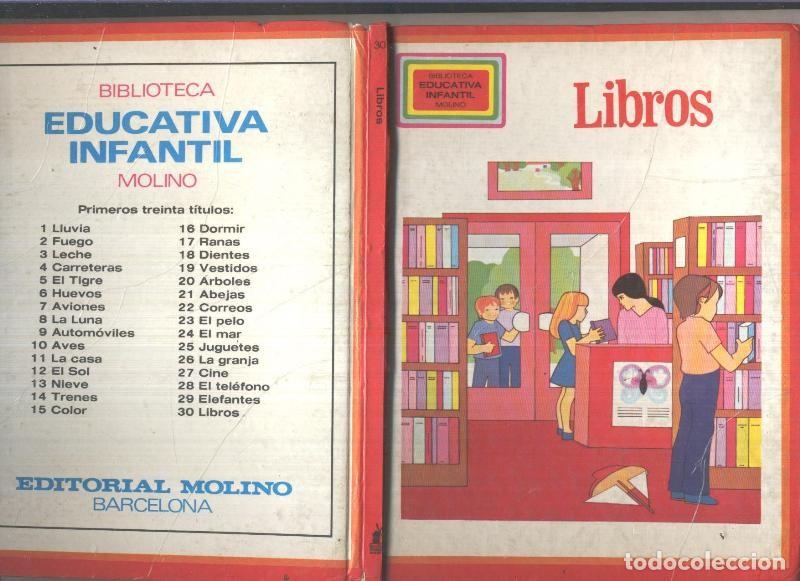 BIBLIOTECA
EDUCATIVA
INFANTIL
MOLINO
Primeros treinta títulos:
1 Lluvia
2 Fuego
3 Leche
4 Carreteras
5 El Tigre
6 Huevos
7 Aviones
8 La Luna
9 Automóviles
10 Aves
11 La casa
12 El Sol
13 Nieve
14 Trenes
15 Color
16 Dormir
17 Ranas
18 Dientes
19 Vestidos
20 Árboles
21 Abejas
22 Correos
23 El pelo
24 El mar
25 Juguetes
26 La granja
27 Cine
28 El teléfono
29 Elefantes
30 Libros
EDITORIAL MOLINO
BARCELONA
30
Libros
BIBLIOTECA
EDUCATIVA
INFANTIL
MOLINO
Libros
todocoleccion